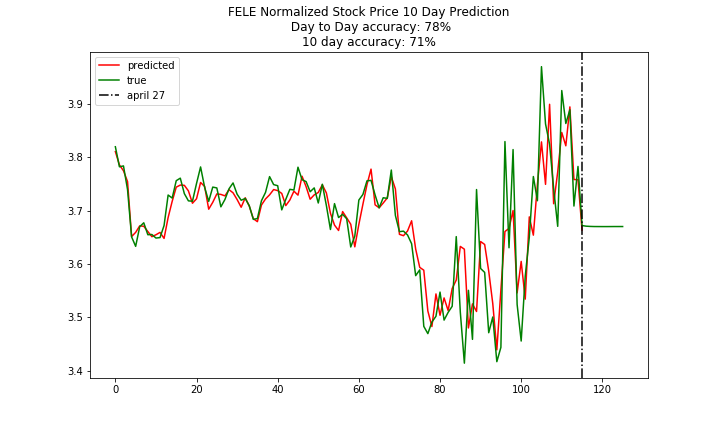 FELE Normalized Stock Price 10 Day Prediction
Day to Day accuracy: 78%
10 day accuracy: 71%
predicted
true
april 27
3.9
3.8
3.7
3.6
3.5
3.4
0 20 40 60 80 100 120